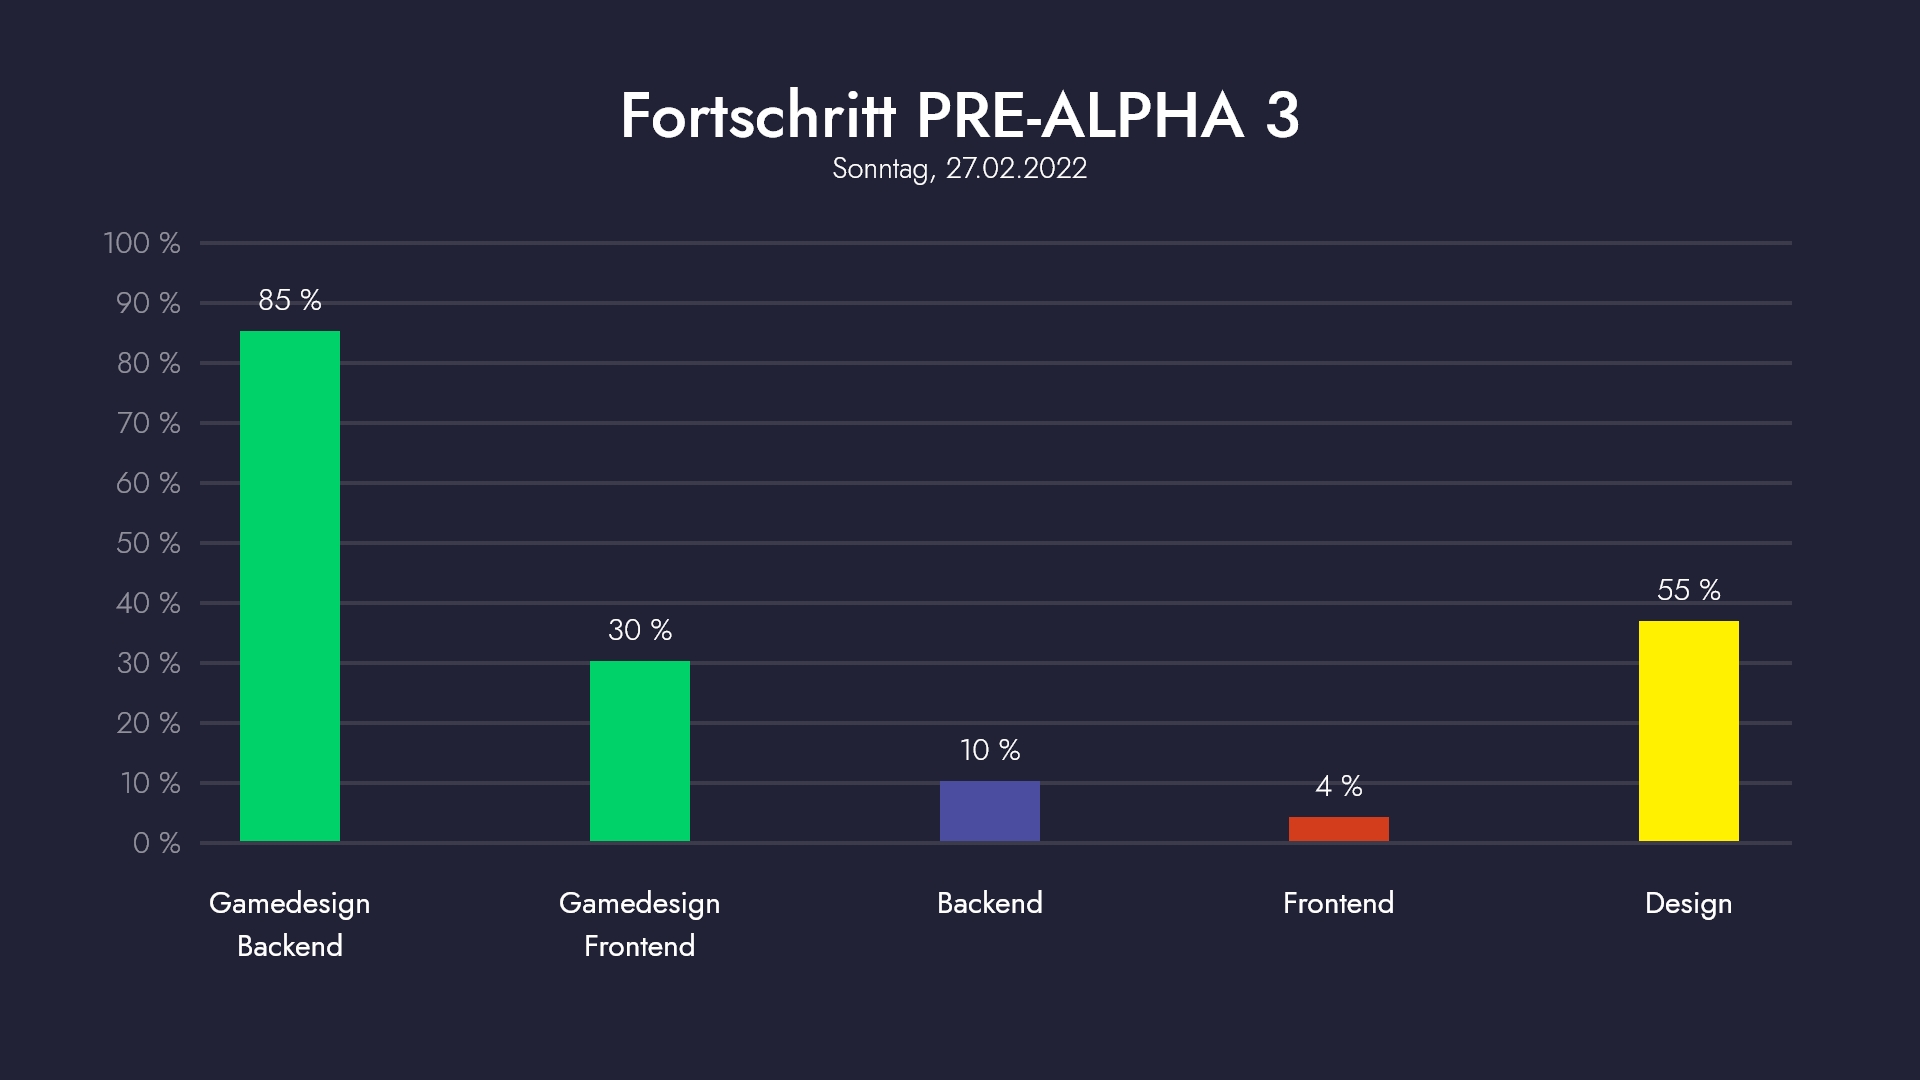 Fortschritt PRE-ALPHA 3
Sonntag, 27.02.2022
100 %
90 %
80 %
70 %
60 %
50 %
40 %
30 %
20 %
10 %
0 %
85 %
30 %
10 %
4 %
55 %
Gamedesign
Backend
Gamedesign
Frontend
Backend
Frontend
Design